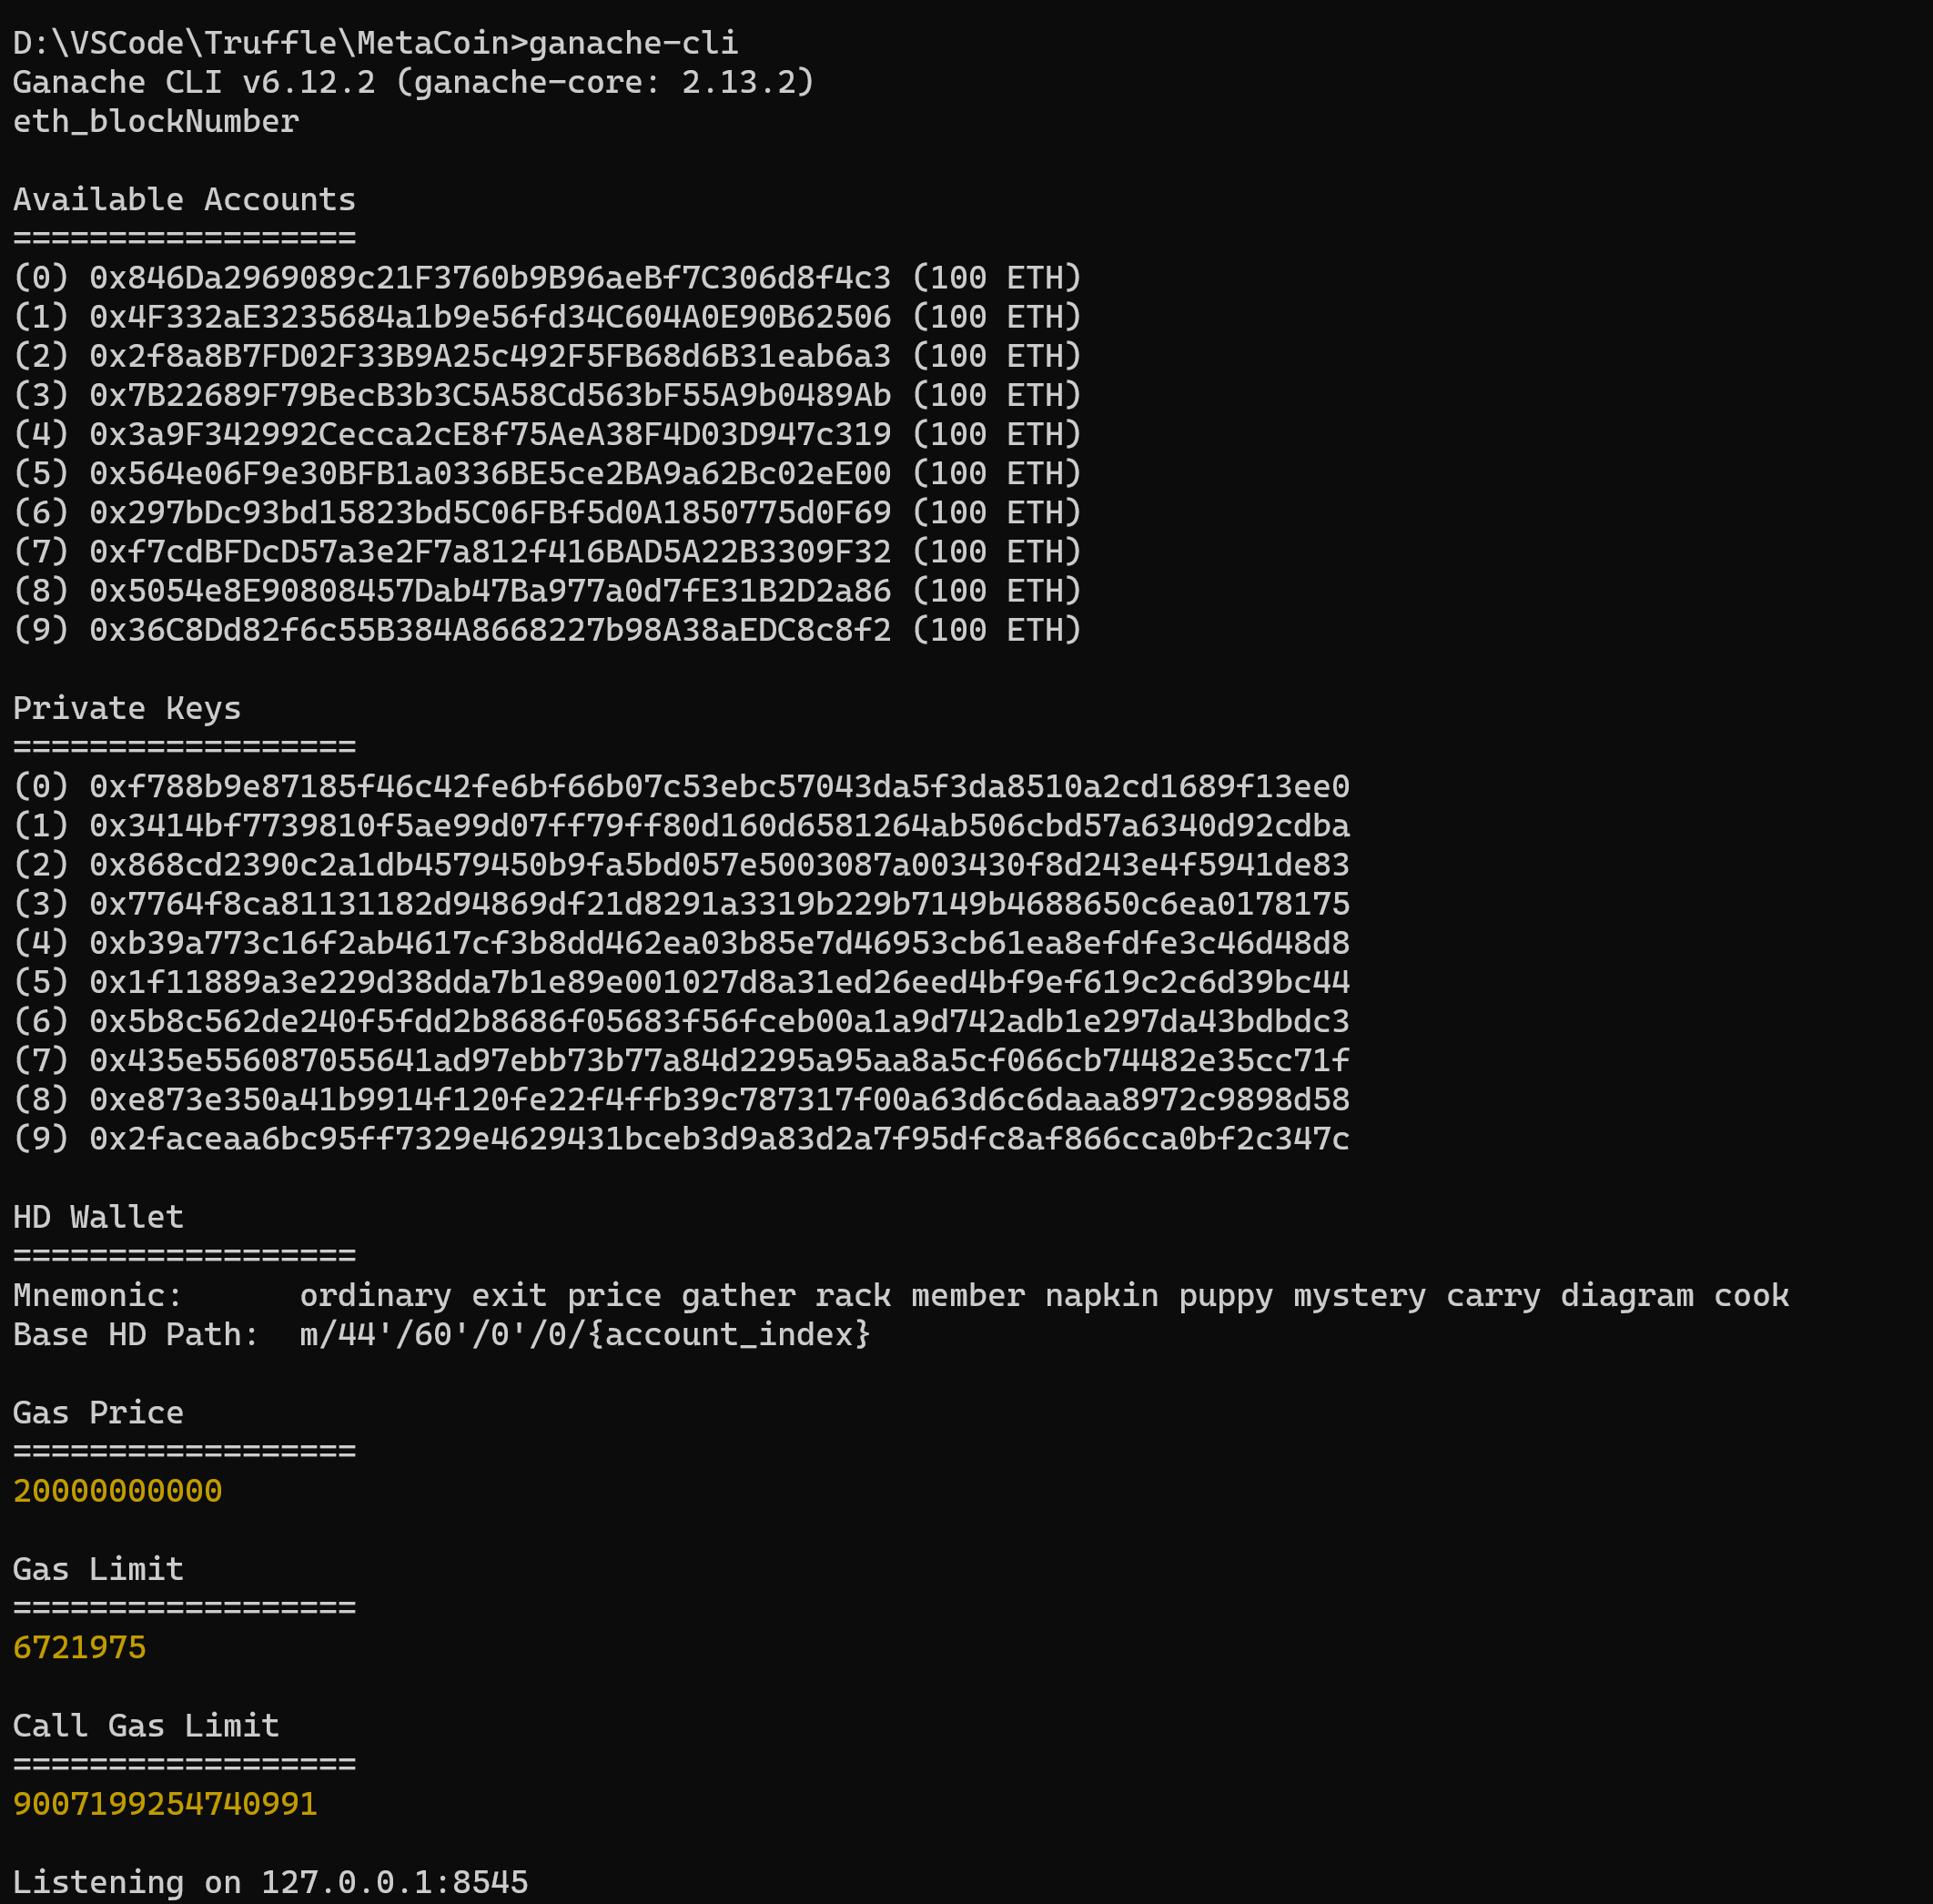 D:\VSCode\Truffle\MetaCoin>ganache-cli
Ganache CLI v6.12.2 (ganache-core: 2.13.2)
eth_blockNumber
Available Accounts
==================
(0) 0x846Da2969089c21F3760b9B96aeBf7C306d8f4c3 (100 ETH)
(1) 0x4F332aE3235684a1b9e56fd34C604A0E90B62506 (100 ETH)
(2) 0x2f8a8B7FD02F33B9A25c492F5FB68d6B31eab6a3 (100 ETH)
(3) 0x7B22689F79BecB3b3C5A58Cd563bF55A9b0489Ab (100 ETH)
(4) 0x3a9F342992Cecca2cE8f75AeA38F4D03D947c319 (100 ETH)
(5) 0x564e06F9e30BFB1a0336BE5ce2BA9a62Bc02eE00 (100 ETH)
(6) 0x297bDc93bd15823bd5C06FBf5d0A1850775d0F69 (100 ETH)
(7) 0xf7cdBFDcD57a3e2F7a812f416BAD5A22B3309F32 (100 ETH)
(8) 0x5054e8E90808457Dab47Ba977a0d7fE31B2D2a86 (100 ETH)
(9) 0x36C8Dd82f6c55B384A8668227b98A38aEDC8c8f2 (100 ETH)
Private Keys
==================
(0) 0xf788b9e87185f46c42fe6bf66b07c53ebc57043da5f3da8510a2cd1689f13ee0
(1) 0x3414bf7739810f5ae99d07ff79ff80d160d6581264ab506cbd57a6340d92cdba
(2) 0x868cd2390c2a1db4579450b9fa5bd057e5003087a003430f8d243e4f5941de83
(3) 0x7764f8ca81131182d94869df21d8291a3319b229b7149b4688650c6ea0178175
(4) 0xb39a773c16f2ab4617cf3b8dd462ea03b85e7d46953cb61ea8efdfe3c46d48d8
(5) 0x1f11889a3e229d38dda7b1e89e001027d8a31ed26eed4bf9ef619c2c6d39bc44
(6) 0x5b8c562de240f5fdd2b8686f05683f56fceb00a1a9d742adb1e297da43bdbdc3
(7) 0x435e556087055641ad97ebb73b77a84d2295a95aa8a5cf066cb74482e35cc71f
(8) 0xe873e350a41b9914f120fe22f4ffb39c787317f00a63d6c6daaa8972c9898d58
(9) 0x2faceaa6bc95ff7329e4629431bceb3d9a83d2a7f95dfc8af866cca0bf2c347c
HD Wallet
==================
Mnemonic:      ordinary exit price gather rack member napkin puppy mystery carry diagram cook
Base HD Path:  m/44'/60'/0'/0/{account_index}
Gas Price
==================
20000000000
Gas Limit
==================
6721975
Call Gas Limit
==================
9007199254740991
Listening on 127.0.0.1:8545